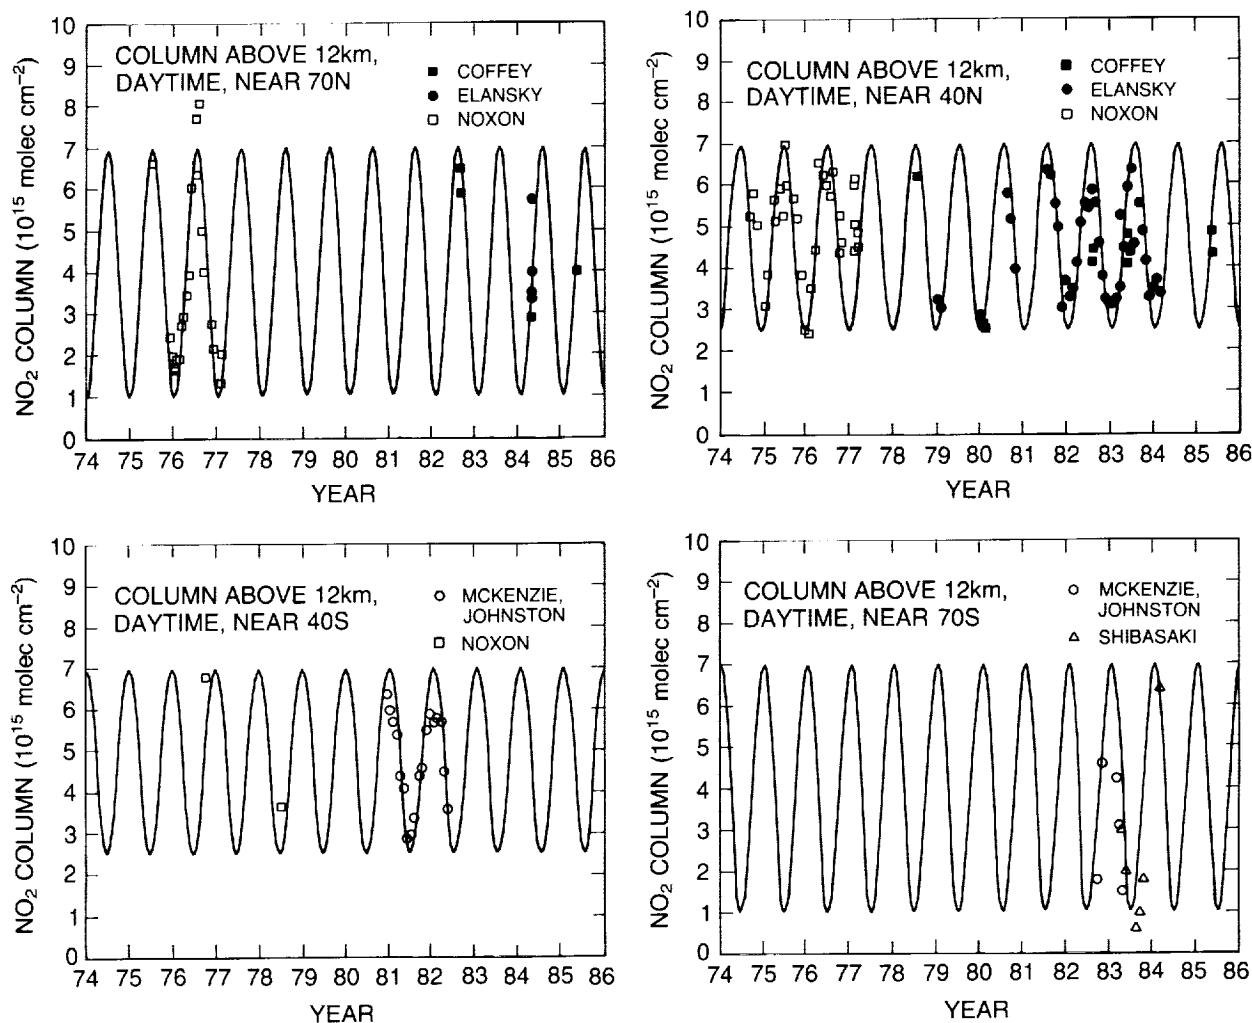 COLUMN ABOVE 12km,
DAYTIME, NEAR 70N
COFFEY
ELANSKY
NOXON
NO₂ COLUMN (10¹⁵ molec cm⁻²)
10
9
8
7
6
5
4
3
2
1
0
74 75 76 77 78 79 80 81 82 83 84 85 86
YEAR
COLUMN ABOVE 12km,
DAYTIME, NEAR 40N
COFFEY
ELANSKY
NOXON
NO₂ COLUMN (10¹⁵ molec cm⁻²)
10
9
8
7
6
5
4
3
2
1
0
74 75 76 77 78 79 80 81 82 83 84 85 86
YEAR
COLUMN ABOVE 12km,
DAYTIME, NEAR 40S
MCKENZIE,
JOHNSTON
NOXON
NO₂ COLUMN (10¹⁵ molec cm⁻²)
10
9
8
7
6
5
4
3
2
1
0
74 75 76 77 78 79 80 81 82 83 84 85 86
YEAR
COLUMN ABOVE 12km,
DAYTIME, NEAR 70S
MCKENZIE,
JOHNSTON
SHIBASAKI
NO₂ COLUMN (10¹⁵ molec cm⁻²)
10
9
8
7
6
5
4
3
2
1
0
74 75 76 77 78 79 80 81 82 83 84 85 86
YEAR